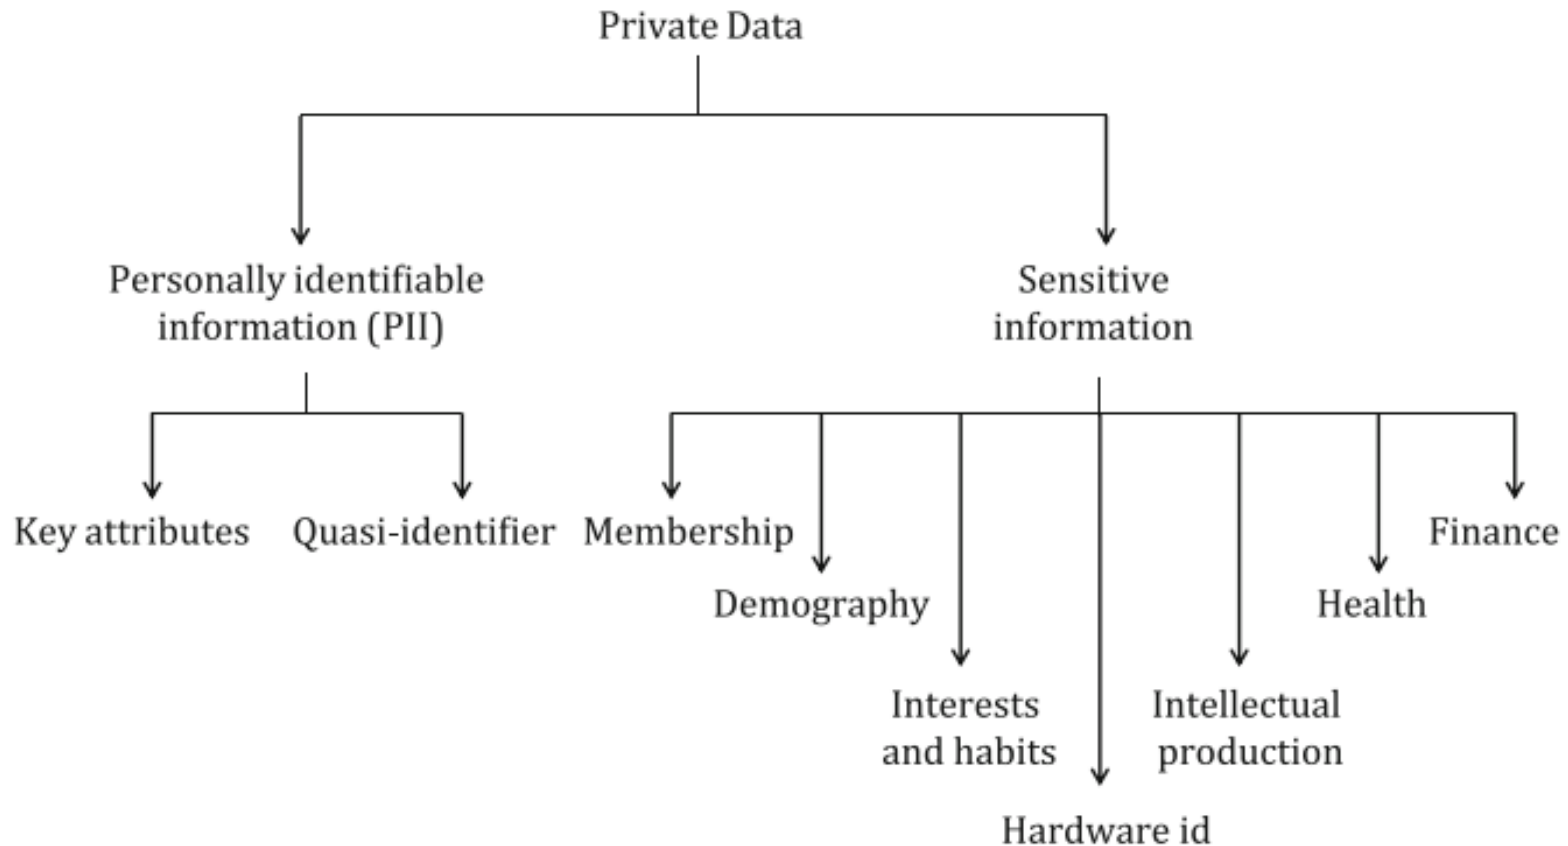 Private Data
Personally identifiable
information (PII)
Sensitive
information
Key attributes
Quasi-identifier
Membership
Finance
Demography
Health
Interests
and habits
Intellectual
production
Hardware id